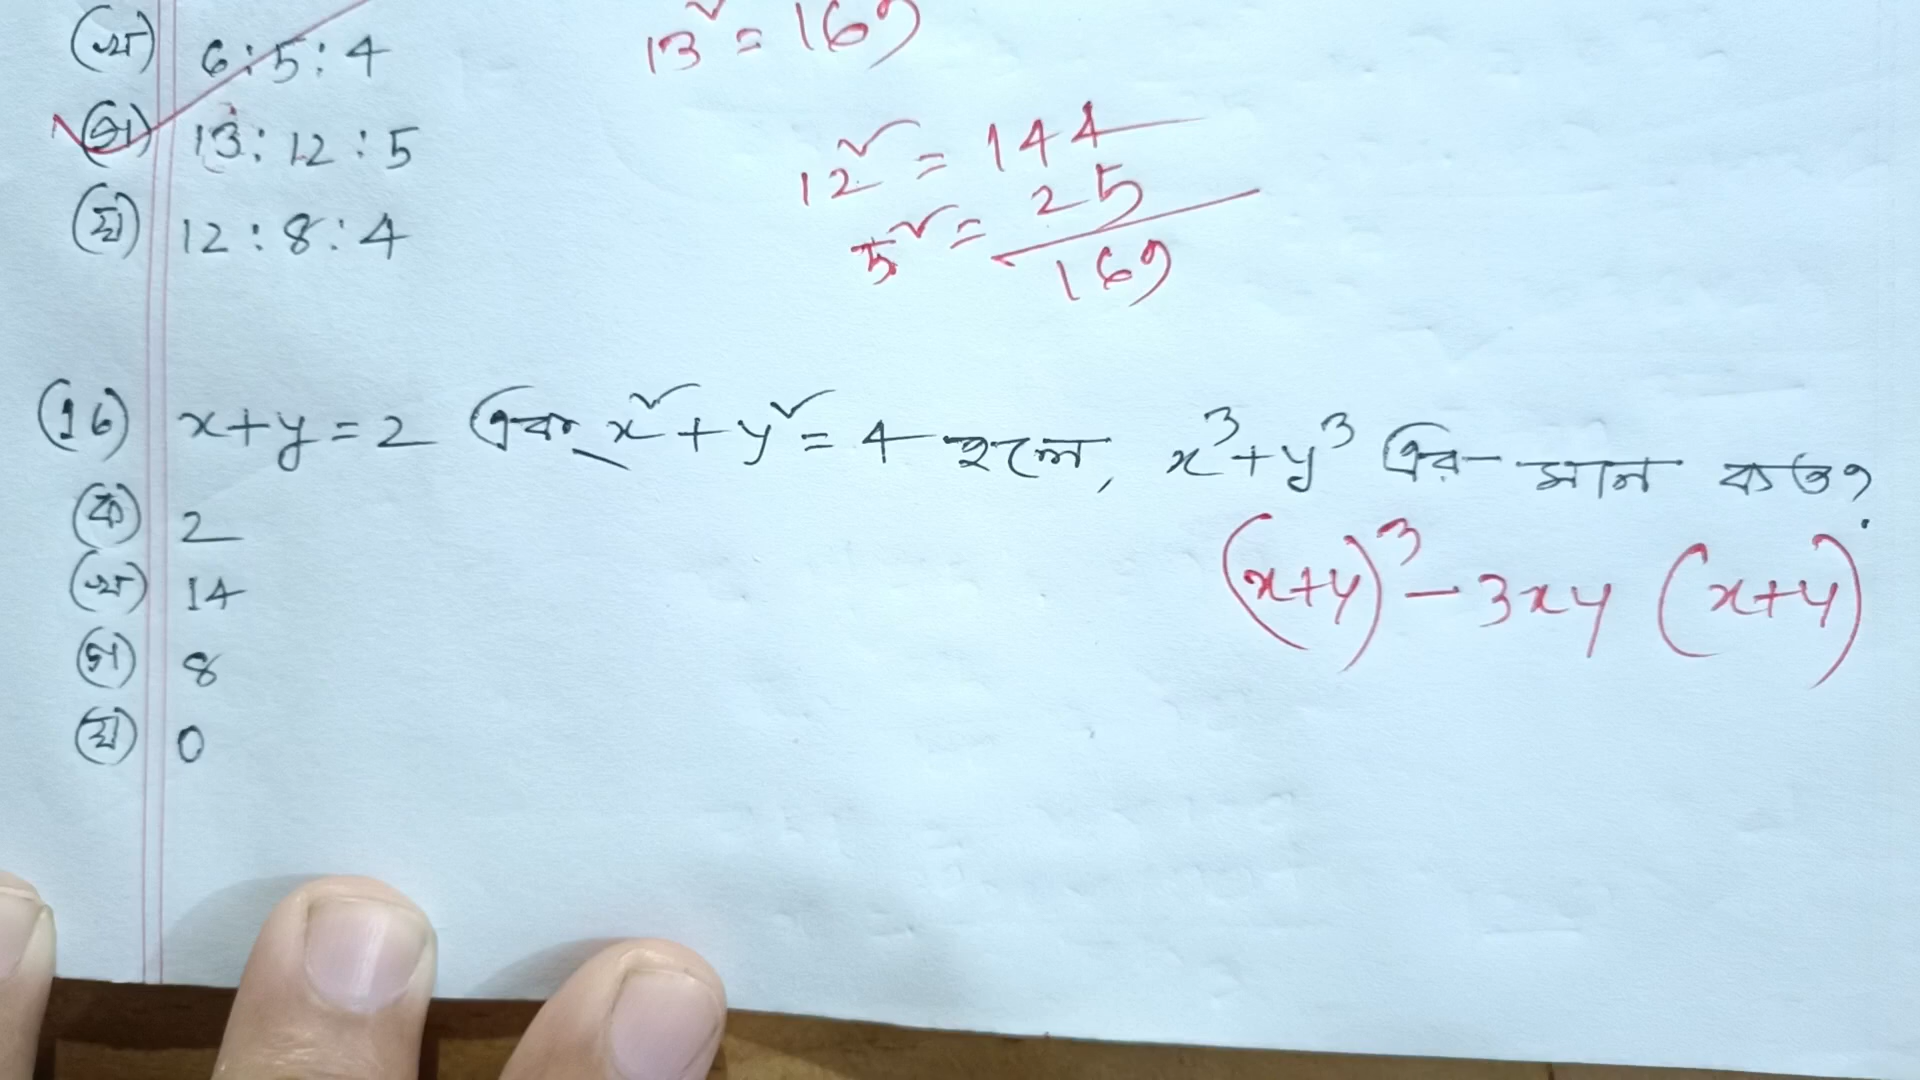 (খ) 6:5:4
13² = 169
(গ) 13:12:5
12² = 144
(ঘ) 12:8:4
5² = 25
169
(16) x+y=2 এবং x²+y²=4 হলে, x³+y³ এর মান কত?
(ক) 2
(x+y)³-3xy(x+y)
(খ) 14
(গ) 8
(ঘ) 0